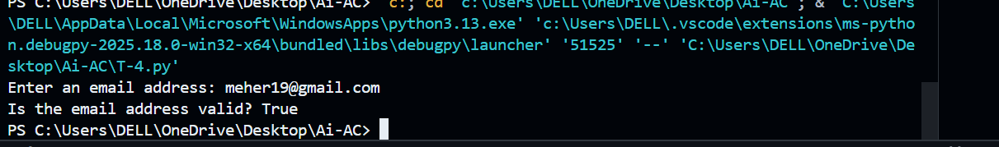 PS C:\Users\DELL\OneDrive\Desktop\Ai-AC> c:; cd 'c:\Users\DELL\OneDrive\Desktop\Ai-AC'; & 'C:\Users
\DELL\AppData\Local\Microsoft\WindowsApps\python3.13.exe' 'c:\Users\DELL\.vscode\extensions\ms-pytho
n.debugpy-2025.18.0-win32-x64\bundled\libs\debugpy\launcher' '51525' '--' 'C:\Users\DELL\OneDrive\De
sktop\Ai-AC\T-4.py'
Enter an email address: meher19@gmail.com
Is the email address valid? True
PS C:\Users\DELL\OneDrive\Desktop\Ai-AC>